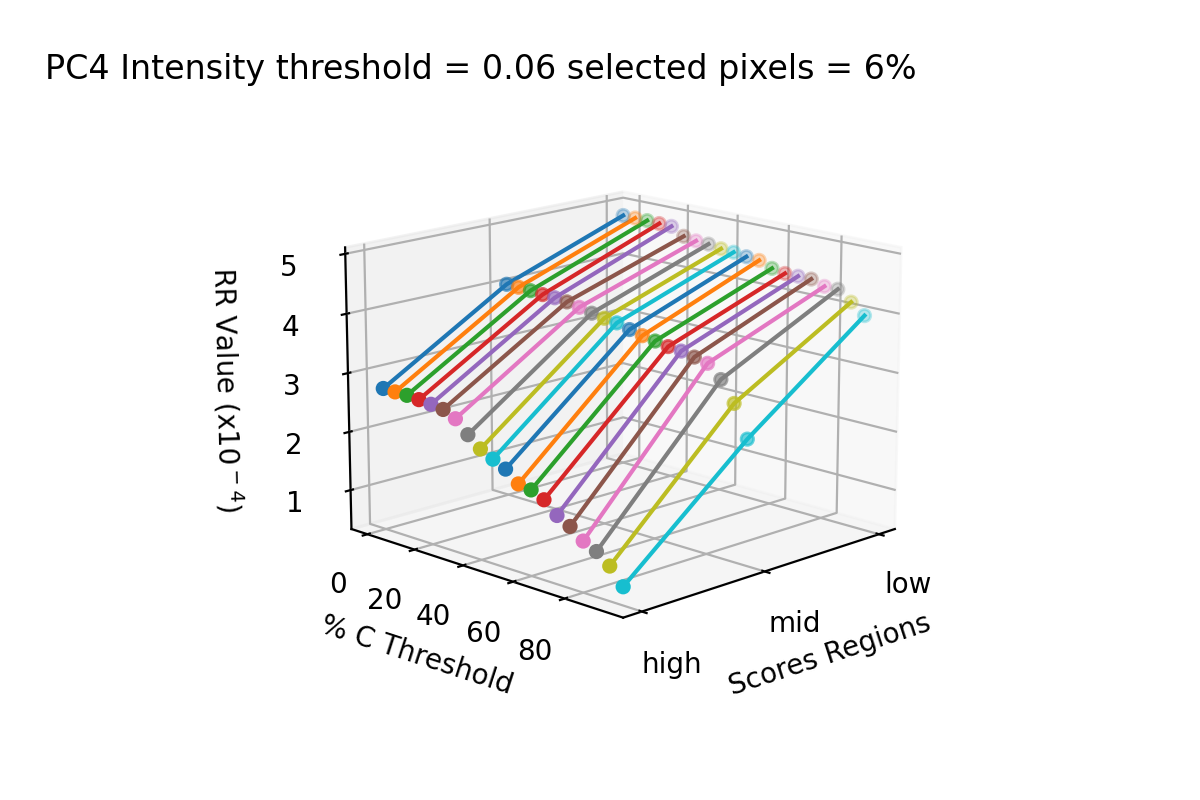 PC4 Intensity threshold = 0.06 selected pixels = 6%
RR Value (x10⁻⁴)
5
4
3
2
1
0
20
40
60
80
% C Threshold
high
mid
low
Scores Regions